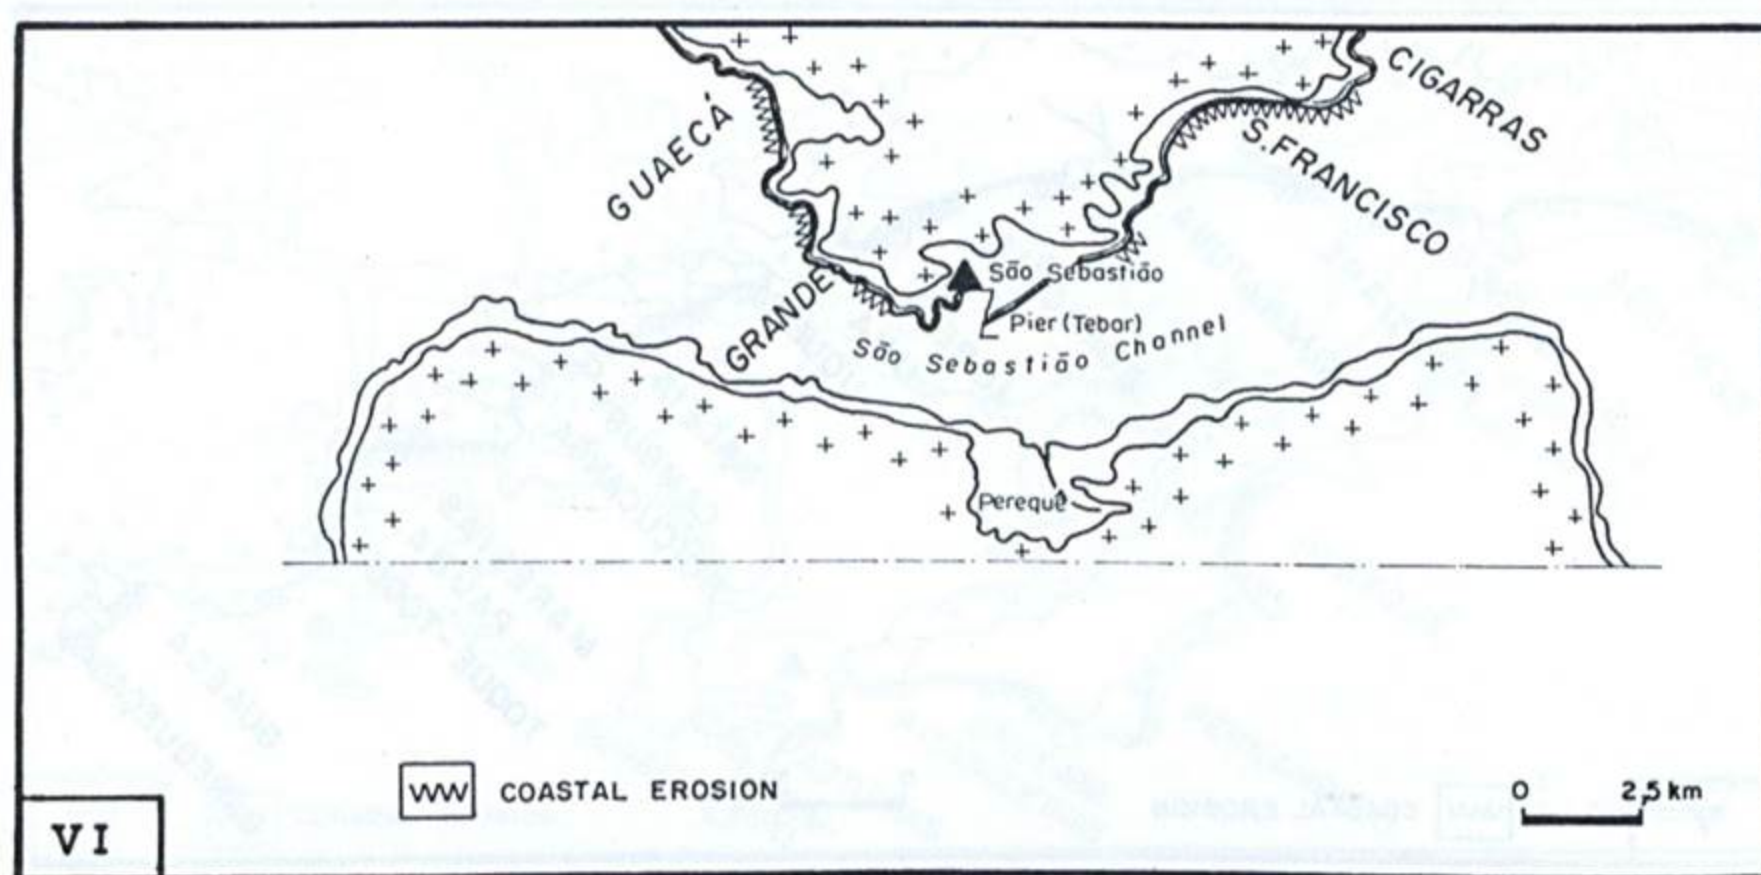 CIGARRAS
GUAECÁ
S.FRANCISCO
São Sebastião
GRANDE
Pier (Tebar)
São Sebastião Channel
Perequê
COASTAL EROSION
0 2,5 km
VI